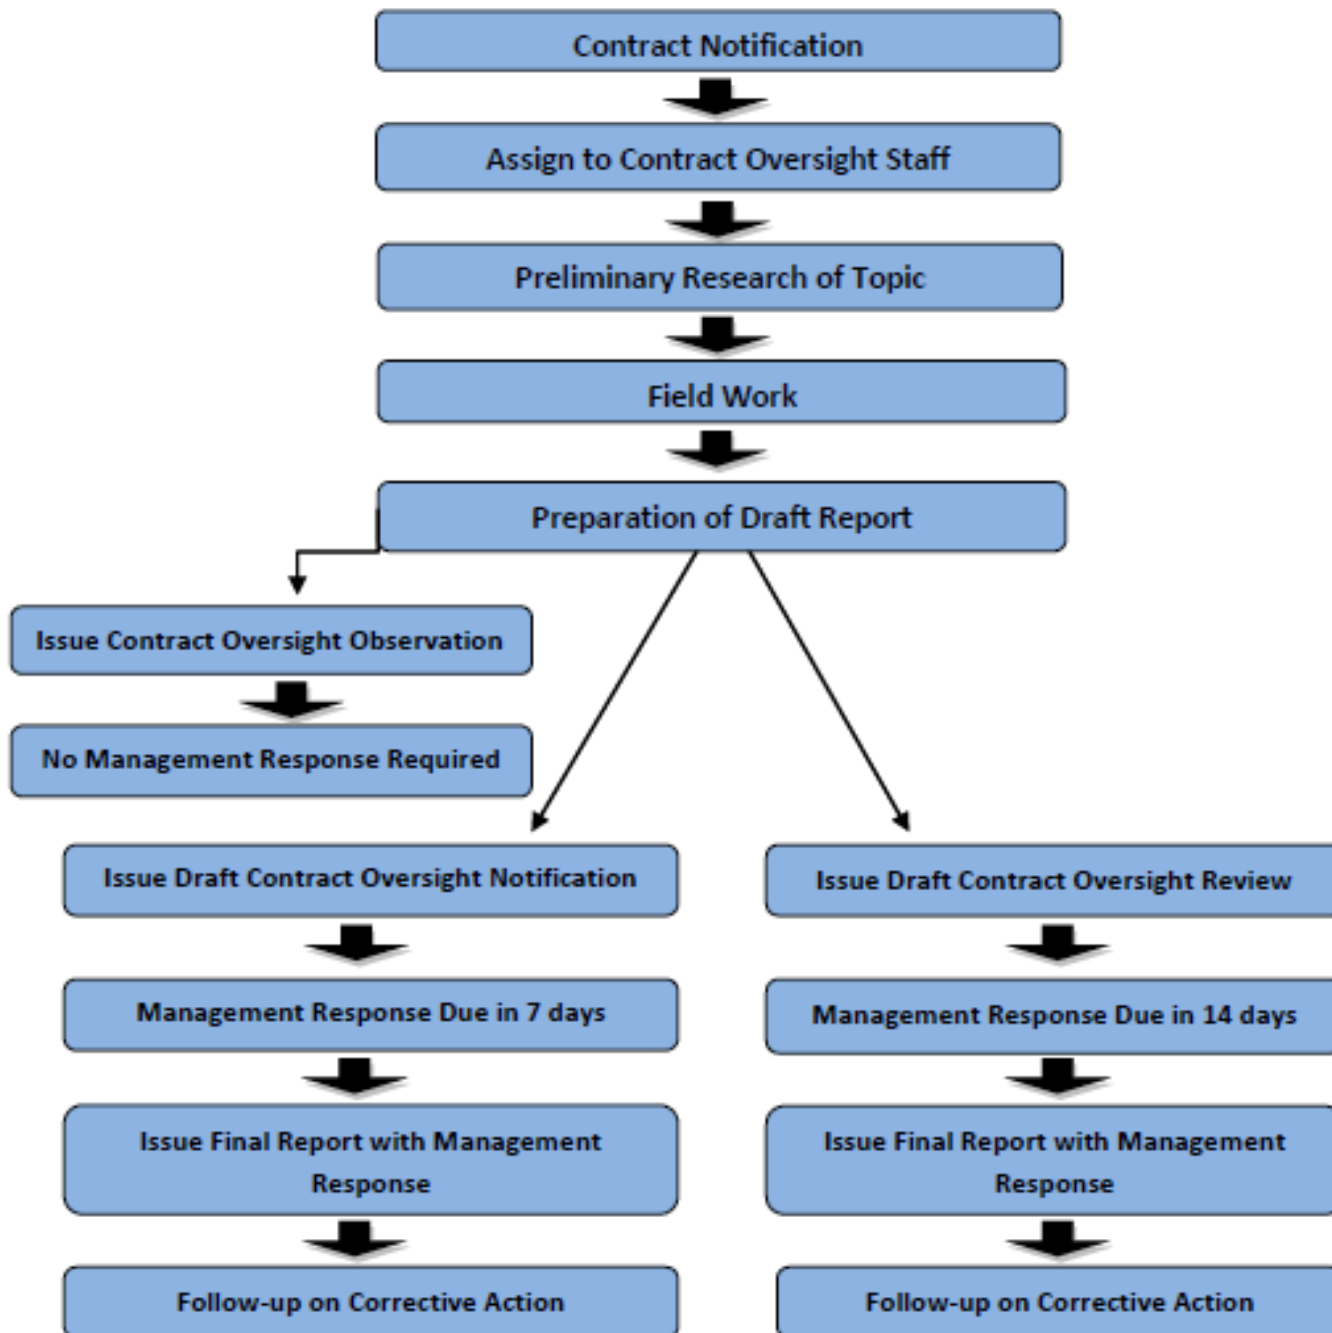 Contract Notification
Assign to Contract Oversight Staff
Preliminary Research of Topic
Field Work
Preparation of Draft Report
Issue Contract Oversight Observation
No Management Response Required
Issue Draft Contract Oversight Notification
Management Response Due in 7 days
Issue Final Report with Management
Response
Follow-up on Corrective Action
Issue Draft Contract Oversight Review
Management Response Due in 14 days
Issue Final Report with Management
Response
Follow-up on Corrective Action